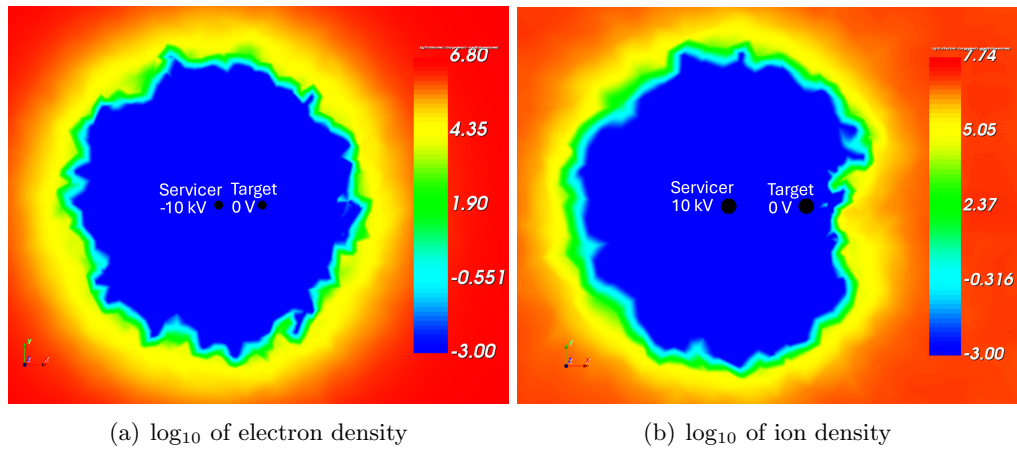 6.80
4.35
1.90
-0.551
-3.00
Servicer Target
-10 kV 0 V
7.74
5.05
2.37
-0.316
-3.00
Servicer Target
10 kV 0 V
(a) log₁₀ of electron density
(b) log₁₀ of ion density